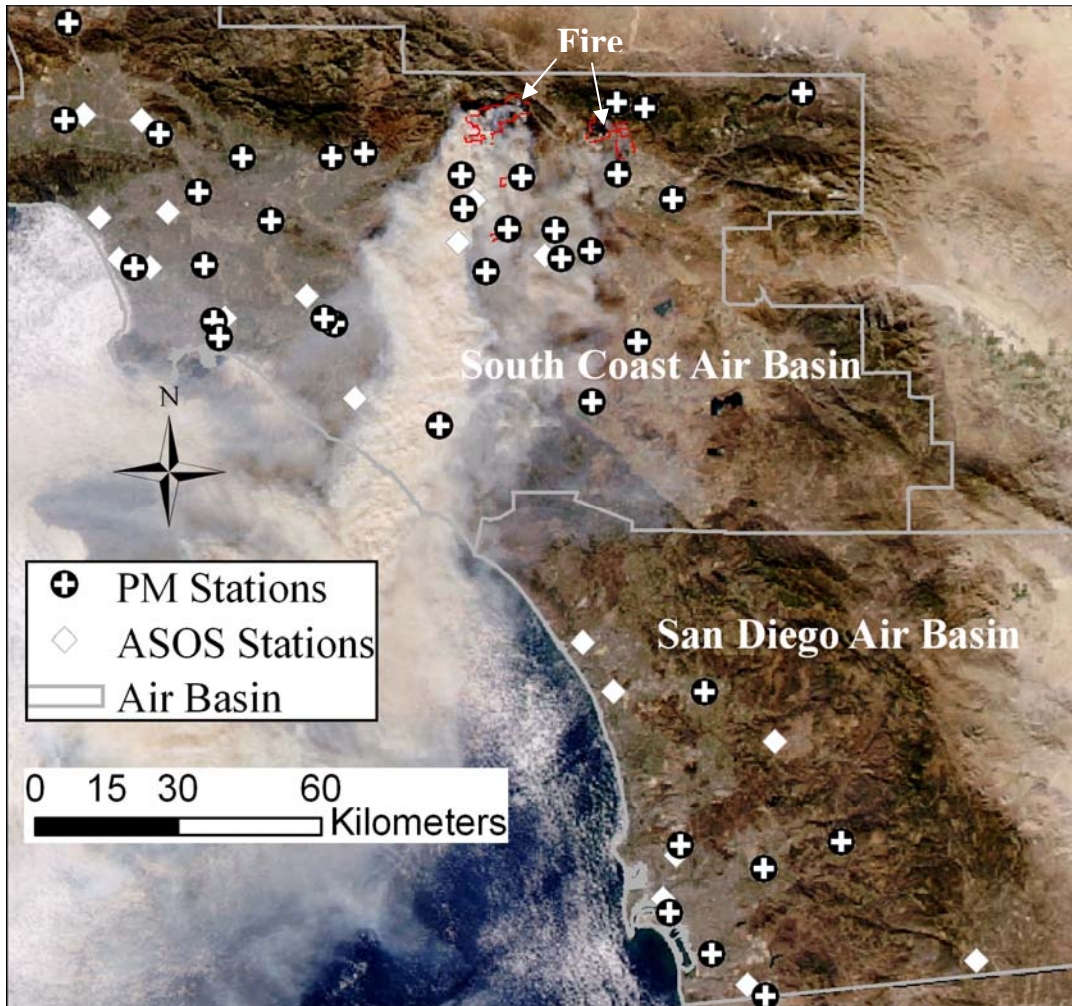 Fire
South Coast Air Basin
N
PM Stations
ASOS Stations
Air Basin
San Diego Air Basin
0 15 30 60
Kilometers